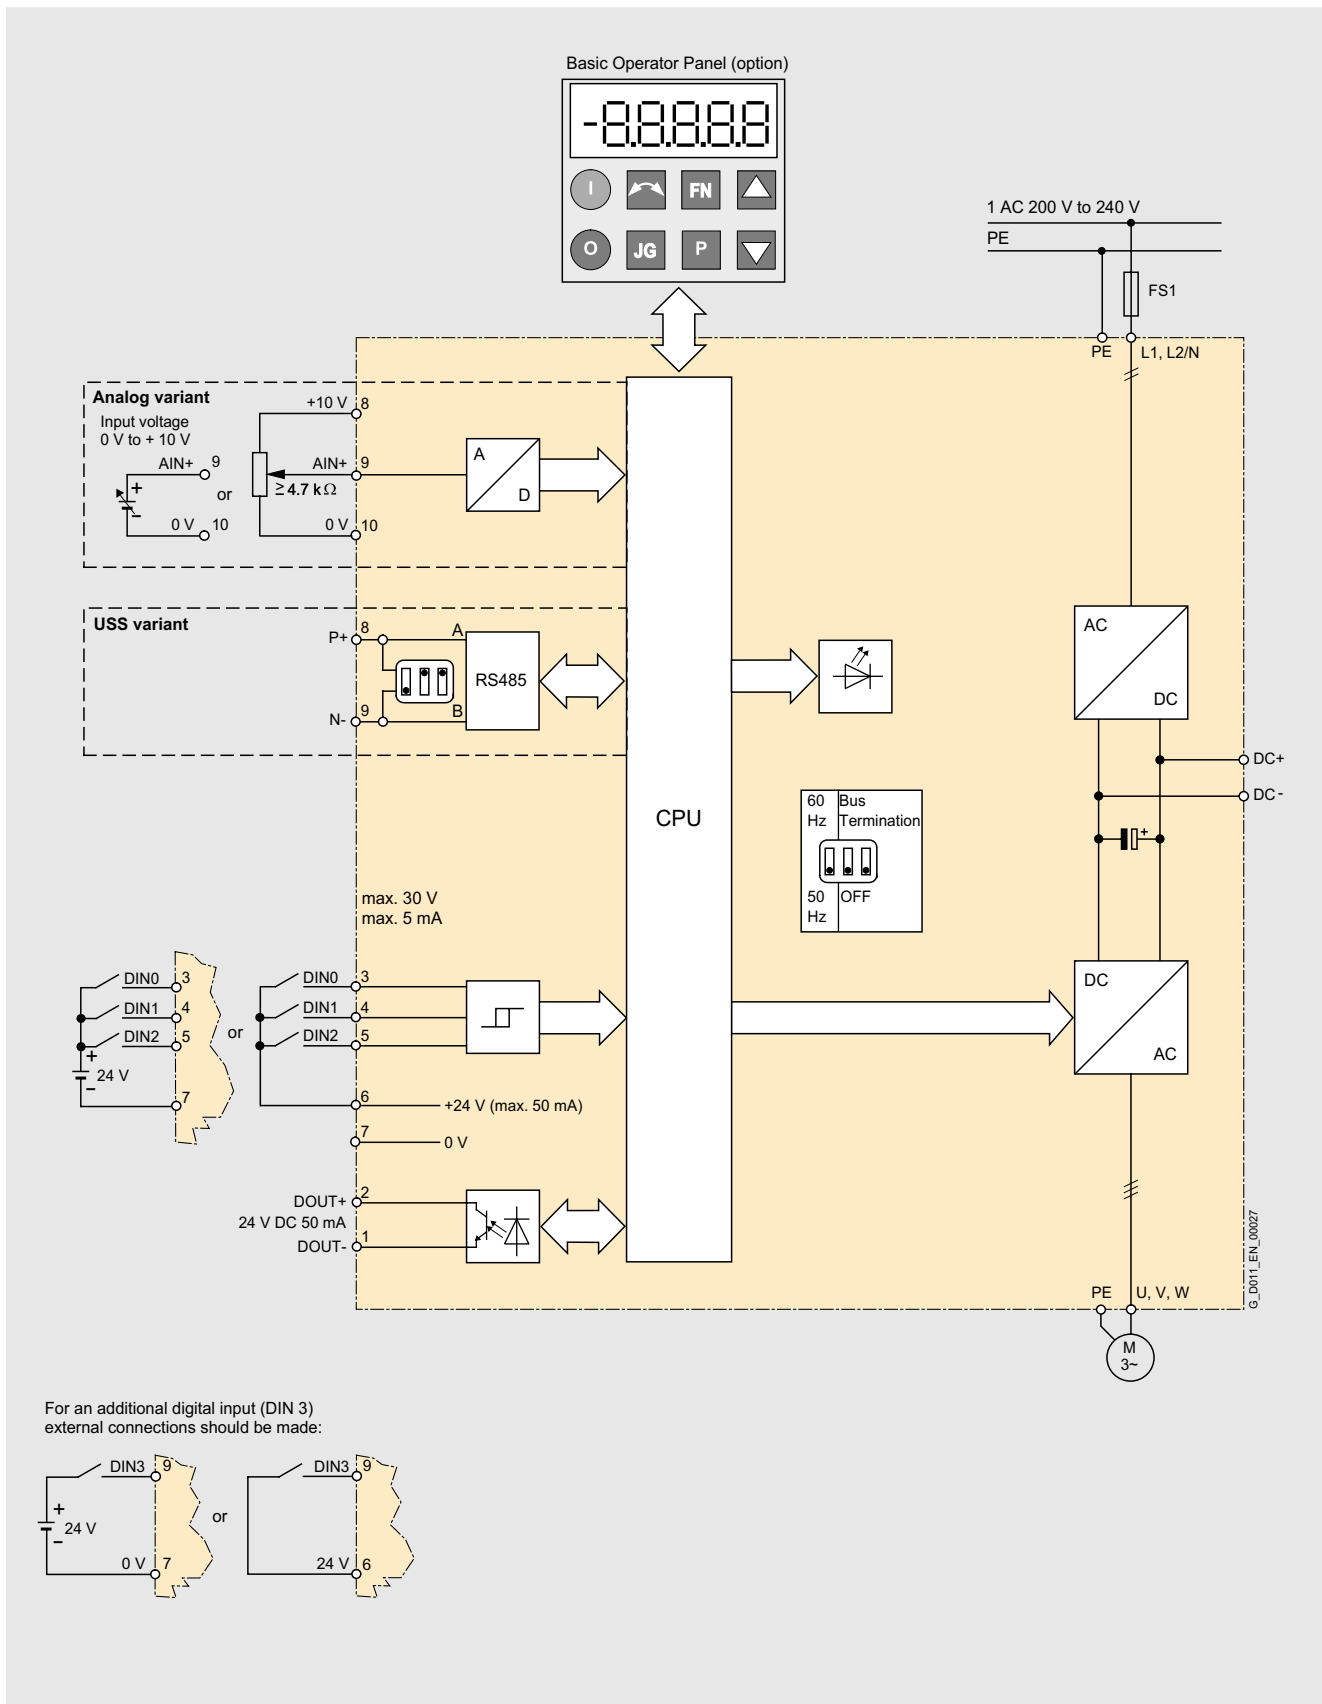 Basic Operator Panel (option)
-8.8.8.8.8
I
FN
O
JG
P
1 AC 200 V to 240 V
PE
FS1
PE
L1, L2/N
Analog variant
Input voltage
0 V to + 10 V
AIN+ 9
or
0 V 10
+10 V 8
AIN+ 9
≥ 4.7 kΩ
0 V 10
A
D
USS variant
P+ 8 A
RS485
N- 9 B
CPU
AC
DC
DC+
DC-
+
60 Hz
Bus Termination
50 Hz
OFF
max. 30 V
max. 5 mA
DIN0 3
DIN1 4
DIN2 5
+
24 V
–
7
or
DIN0 3
DIN1 4
DIN2 5
6 +24 V (max. 50 mA)
7 0 V
DC
AC
DOUT+ 2
24 V DC 50 mA
DOUT- 1
PE
U, V, W
M
3~
G_D011_EN_00027
For an additional digital input (DIN 3)
external connections should be made:
DIN3 9
+
24 V
–
0 V 7
or
DIN3 9
24 V 6